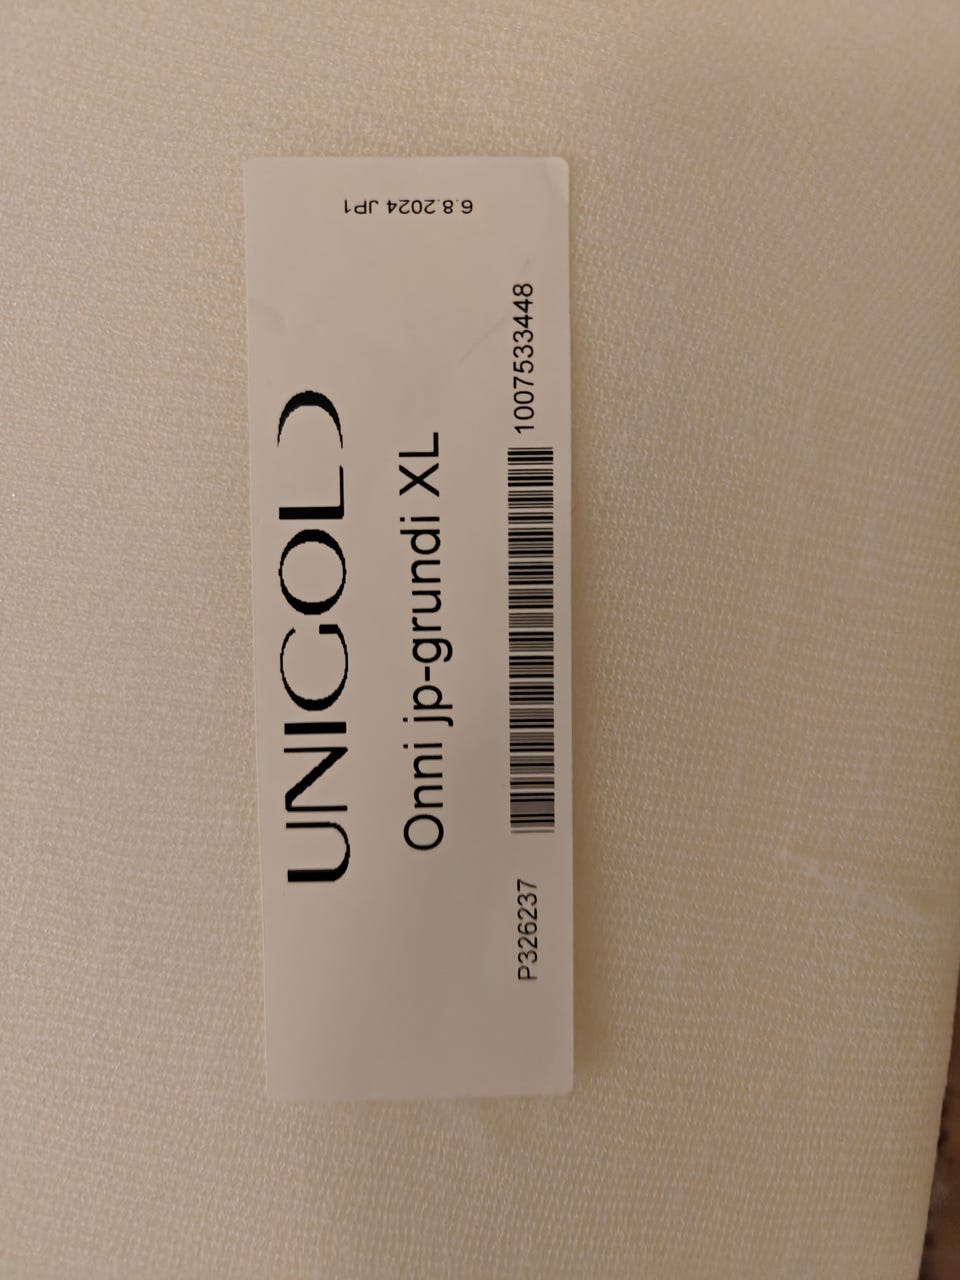 UNICOLD
Onni jp-grundi XL
P326237 1007533448
6.8.2024 JP1